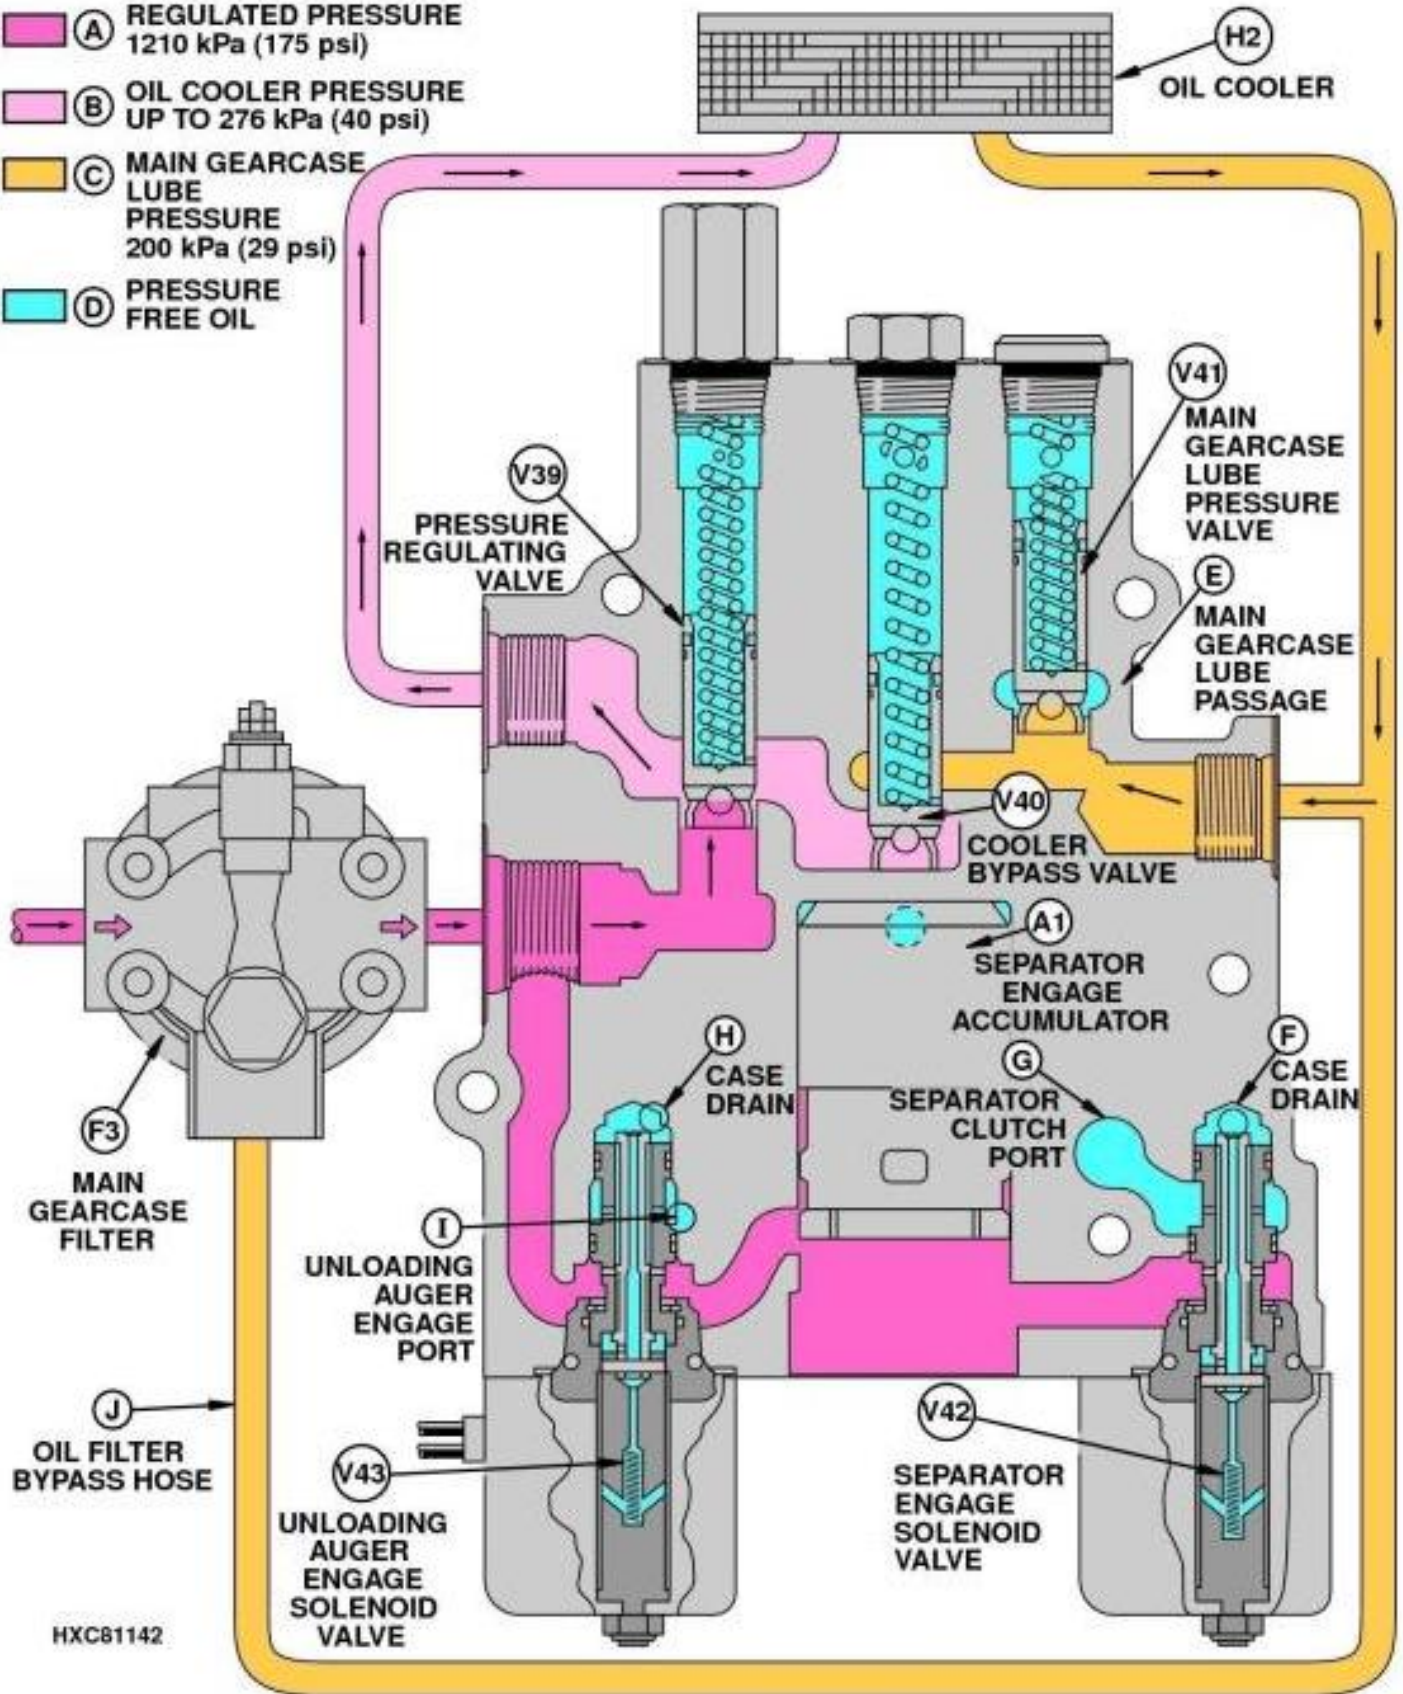 A REGULATED PRESSURE
1210 kPa (175 psi)
B OIL COOLER PRESSURE
UP TO 276 kPa (40 psi)
C MAIN GEARCASE
LUBE
PRESSURE
200 kPa (29 psi)
D PRESSURE
FREE OIL
H2
OIL COOLER
V41
MAIN
GEARCASE
LUBE
PRESSURE
VALVE
V39
PRESSURE
REGULATING
VALVE
E
MAIN
GEARCASE
LUBE
PASSAGE
V40
COOLER
BYPASS VALVE
A1
SEPARATOR
ENGAGE
ACCUMULATOR
H
CASE
DRAIN
G
SEPARATOR
CLUTCH
PORT
F
CASE
DRAIN
F3
MAIN
GEARCASE
FILTER
I
UNLOADING
AUGER
ENGAGE
PORT
J
OIL FILTER
BYPASS HOSE
V43
UNLOADING
AUGER
ENGAGE
SOLENOID
VALVE
V42
SEPARATOR
ENGAGE
SOLENOID
VALVE
HXC81142